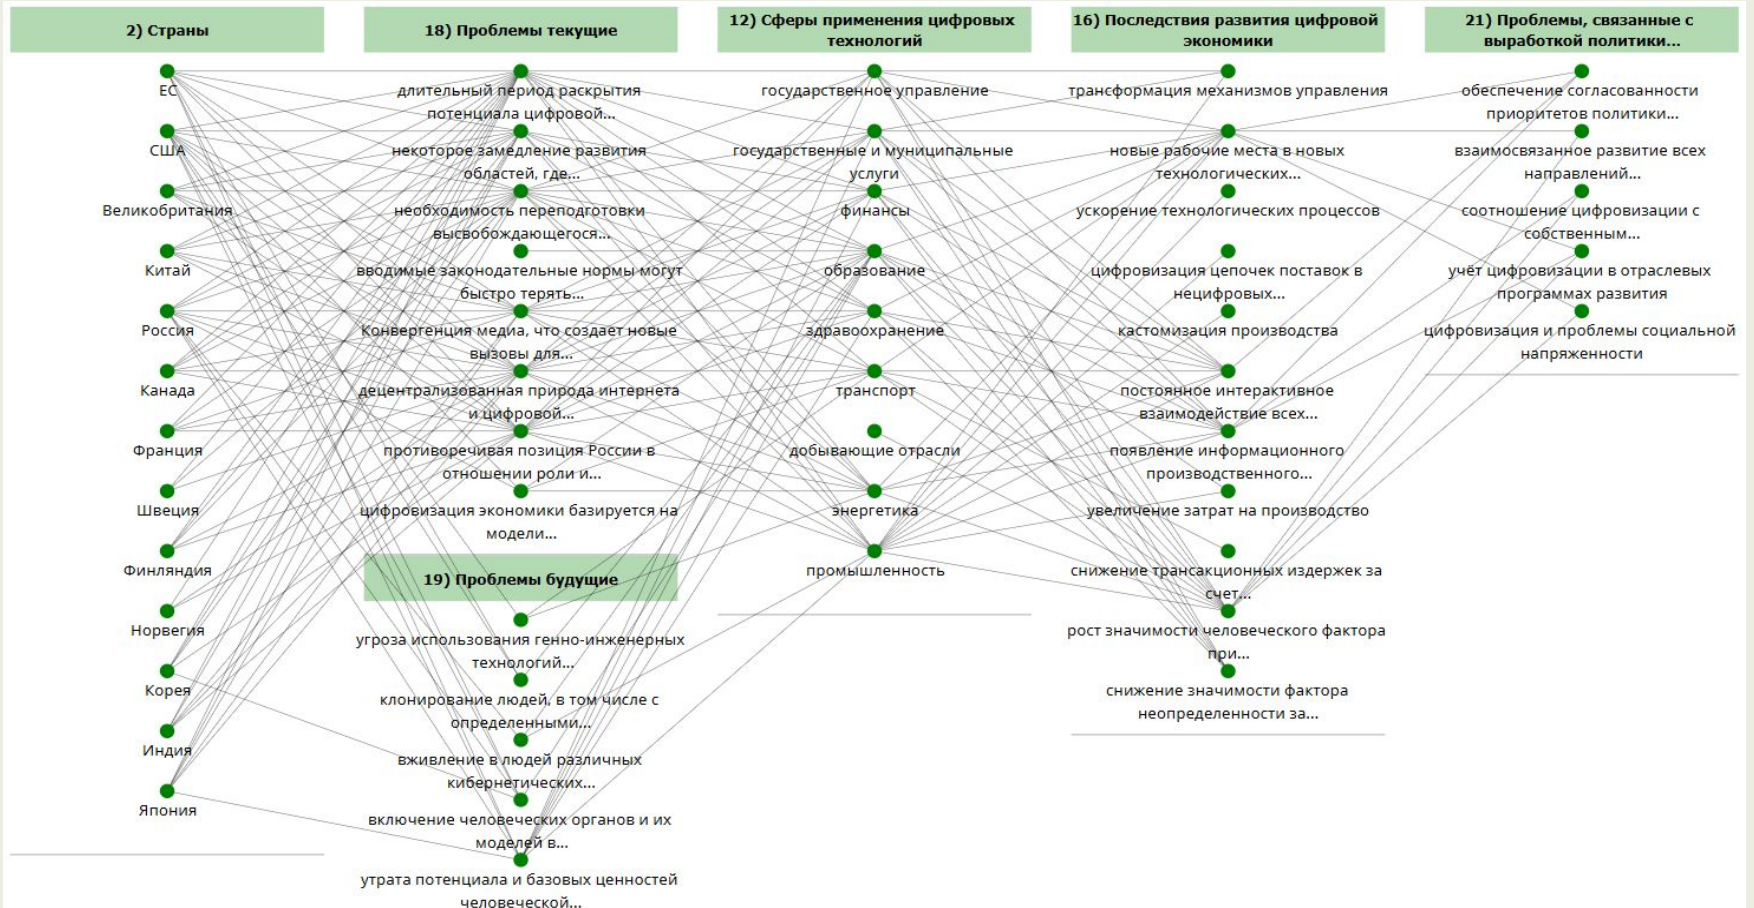 2) Страны
ЕС
США
Великобритания
Китай
Россия
Канада
Франция
Швеция
Финляндия
Норвегия
Корея
Индия
Япония
18) Проблемы текущие
длительный период раскрытия
потенциала цифровой...
некоторое замедление развития
областей, где...
необходимость переподготовки
высвобождающегося...
вводимые законодательные нормы могут
быстро терять...
Конвергенция медиа, что создает новые
вызовы для...
децентрализованная природа интернета
и цифровой...
противоречивая позиция России в
отношении роли и...
цифровизация экономики базируется на
модели...
19) Проблемы будущие
угроза использования генно-инженерных
технологий...
клонирование людей, в том числе с
определенными...
вживление в людей различных
кибернетических...
включение человеческих органов и их
моделей в...
утрата потенциала и базовых ценностей
человеческой...
12) Сферы применения цифровых
технологий
государственное управление
государственные и муниципальные
услуги
финансы
образование
здравоохранение
транспорт
добывающие отрасли
энергетика
промышленность
16) Последствия развития цифровой
экономики
трансформация механизмов управления
новые рабочие места в новых
технологических...
ускорение технологических процессов
цифровизация цепочек поставок в
нецифровых...
кастомизация производства
постоянное интерактивное
взаимодействие всех...
появление информационного
производственного...
увеличение затрат на производство
снижение трансакционных издержек за
счет...
рост значимости человеческого фактора
при...
снижение значимости фактора
неопределенности за...
21) Проблемы, связанные с
выработкой политики...
обеспечение согласованности
приоритетов политики...
взаимосвязанное развитие всех
направлений...
соотношение цифровизации с
собственным...
учёт цифровизации в отраслевых
программах развития
цифровизация и проблемы социальной
напряженности